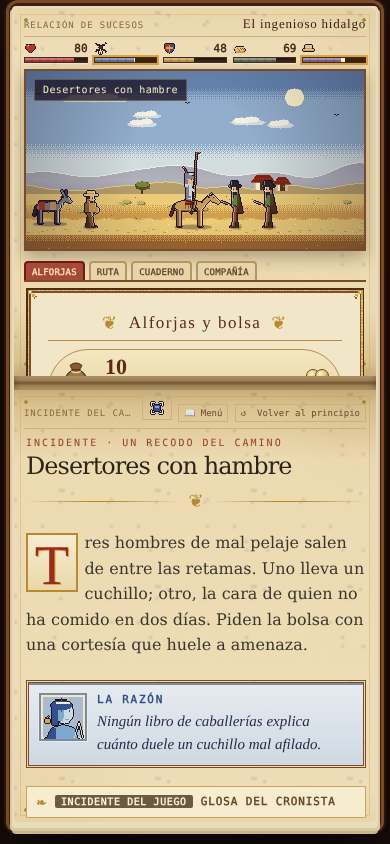 RELACIÓN DE SUCESOS
El ingenioso hidalgo
80 48 69
Desertores con hambre
ALFORJAS RUTA CUADERNO COMPAÑÍA
Alforjas y bolsa
10
INCIDENTE DEL CA… Menú Volver al principio
INCIDENTE · UN RECODO DEL CAMINO
Desertores con hambre
Tres hombres de mal pelaje salen
de entre las retamas. Uno lleva un
cuchillo; otro, la cara de quien no
ha comido en dos días. Piden la bolsa con
una cortesía que huele a amenaza.
LA RAZÓN
Ningún libro de caballerías explica
cuánto duele un cuchillo mal afilado.
INCIDENTE DEL JUEGO GLOSA DEL CRONISTA